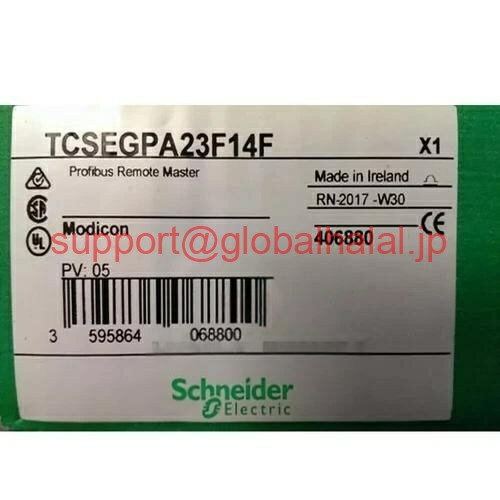 TCSEGPA23F14F X1
Profibus Remote Master
Made in Ireland
RN-2017 -W30
Modicon
406880
support@globalhalal.jp
PV: 05
3 595864 068800
Schneider
Electric